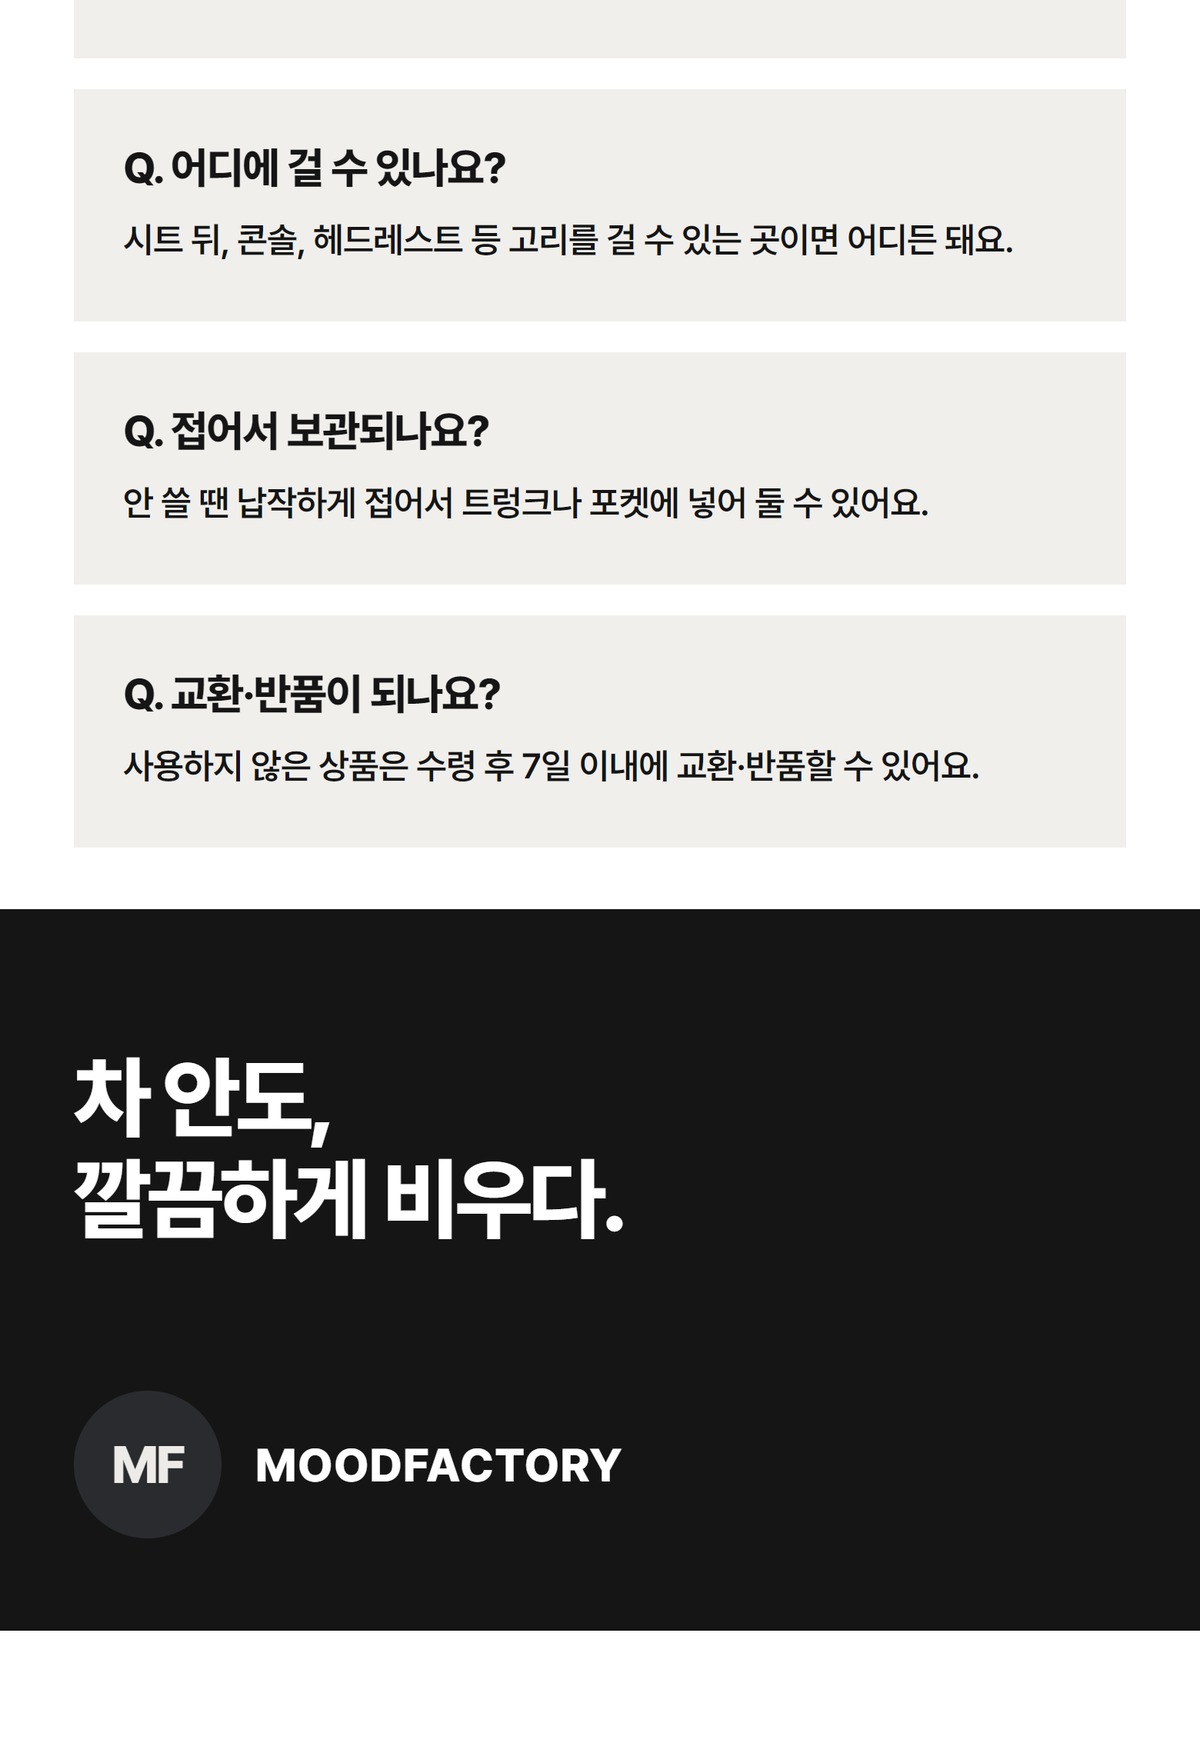 Q. 어디에 걸 수 있나요?
시트 뒤, 콘솔, 헤드레스트 등 고리를 걸 수 있는 곳이면 어디든 돼요.
Q. 접어서 보관되나요?
안 쓸 땐 납작하게 접어서 트렁크나 포켓에 넣어 둘 수 있어요.
Q. 교환·반품이 되나요?
사용하지 않은 상품은 수령 후 7일 이내에 교환·반품할 수 있어요.
차 안도,
깔끔하게 비우다.
MF MOODFACTORY